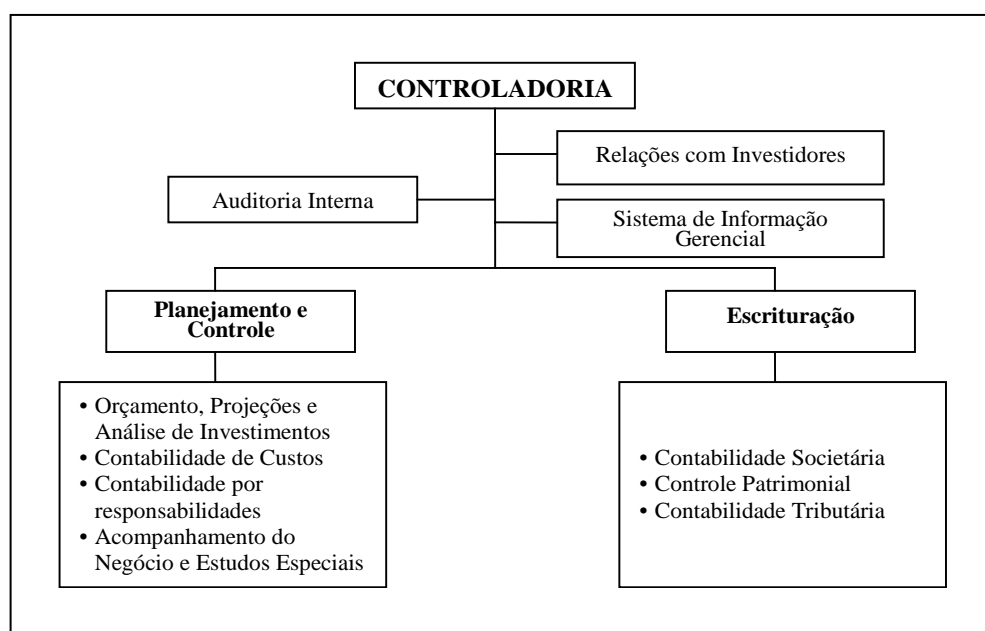 CONTROLADORIA
Relações com Investidores
Auditoria Interna
Sistema de Informação
Gerencial
Planejamento e
Controle
• Orçamento, Projeções e
Análise de Investimentos
• Contabilidade de Custos
• Contabilidade por
responsabilidades
• Acompanhamento do
Negócio e Estudos Especiais
Escrituração
• Contabilidade Societária
• Controle Patrimonial
• Contabilidade Tributária